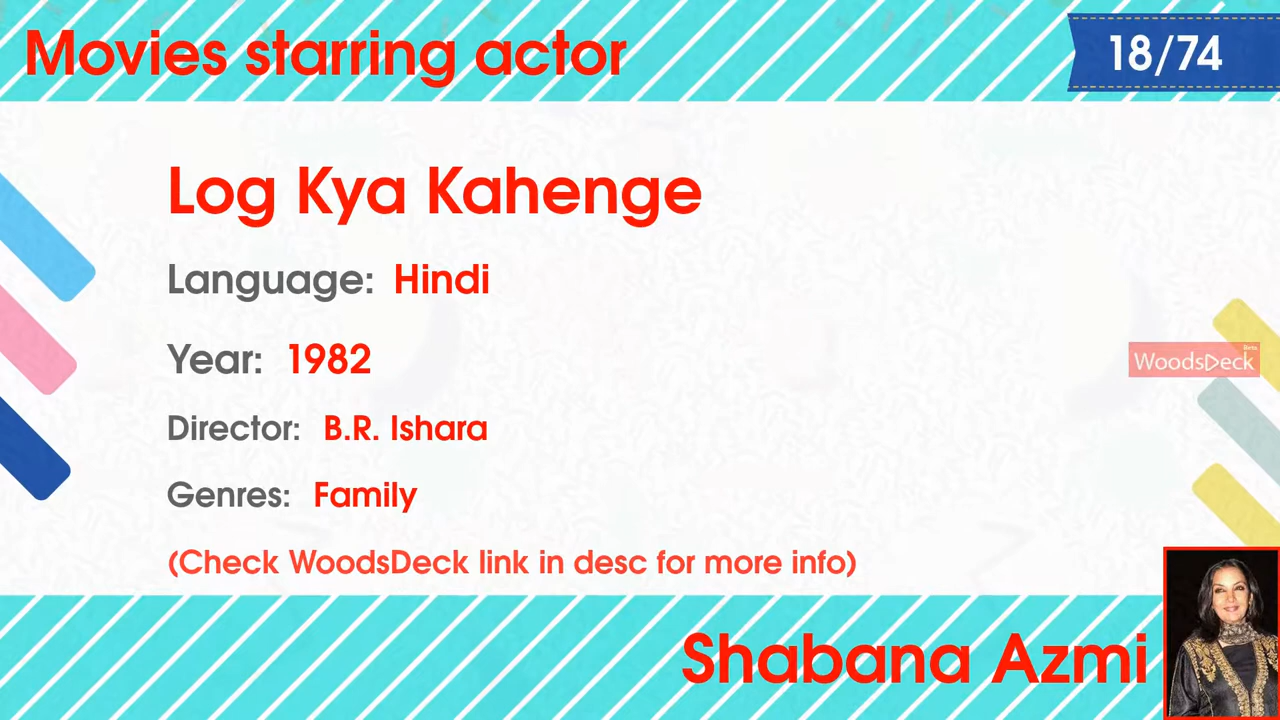 Movies starring actor
18/74
Log Kya Kahenge
Language: Hindi
Year: 1982
WoodsDeck Beta
Director: B.R. Ishara
Genres: Family
(Check WoodsDeck link in desc for more info)
Shabana Azmi